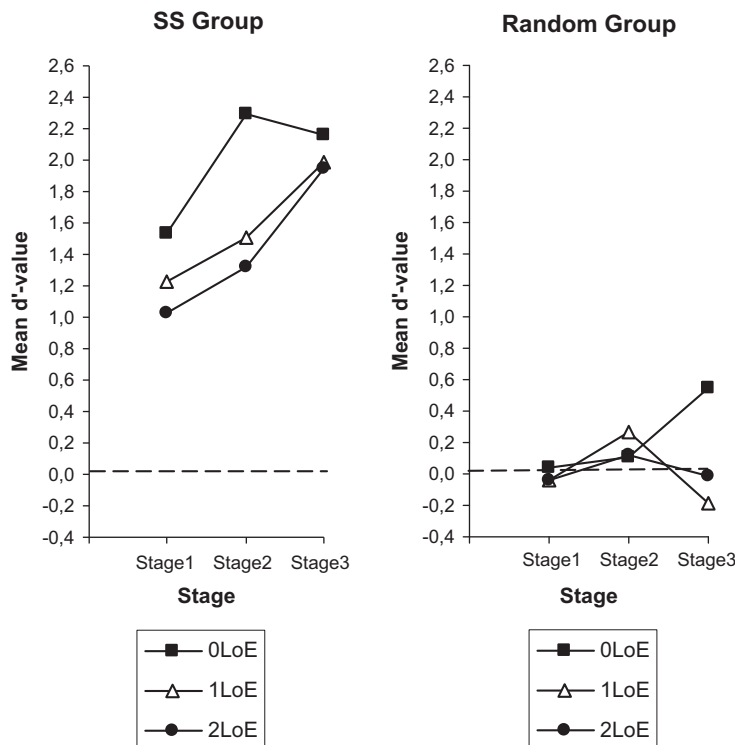 SS Group
2,6
2,4
2,2
2,0
1,8
1,6
1,4
1,2
1,0
0,8
0,6
0,4
0,2
0,0
-0,2
-0,4
Mean d'-value
Stage1 Stage2 Stage3
Stage
0LoE
1LoE
2LoE
Random Group
2,6
2,4
2,2
2,0
1,8
1,6
1,4
1,2
1,0
0,8
0,6
0,4
0,2
0,0
-0,2
-0,4
Mean d'-value
Stage1 Stage2 Stage3
Stage
0LoE
1LoE
2LoE